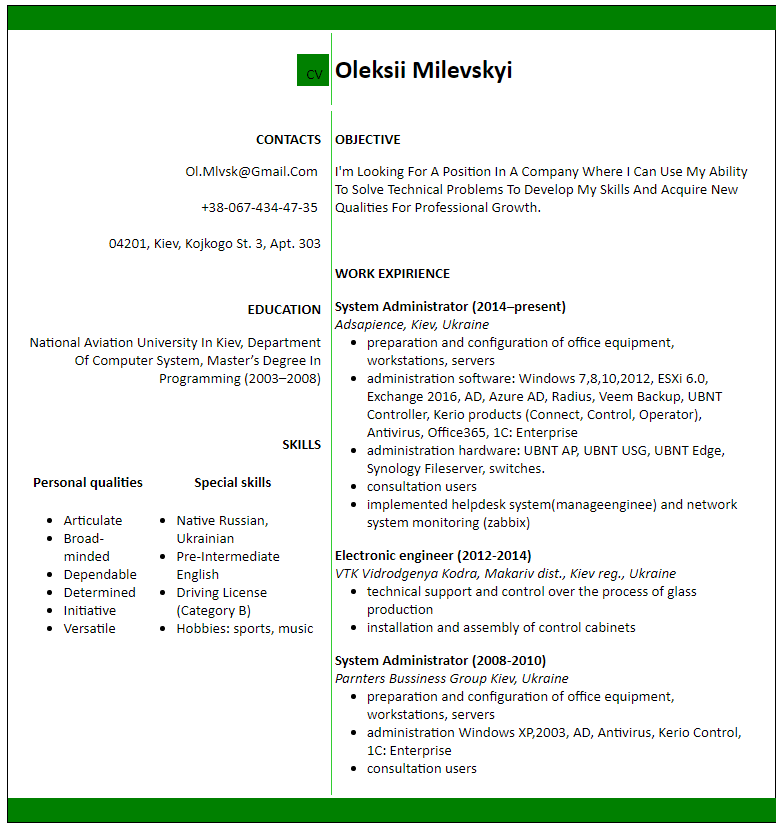 CV
Oleksii Milevskyi
CONTACTS
Ol.Mlvsk@Gmail.Com
+38-067-434-47-35
04201, Kiev, Kojkogo St. 3, Apt. 303
EDUCATION
National Aviation University In Kiev, Department
Of Computer System, Master’s Degree In
Programming (2003–2008)
SKILLS
Personal qualities
• Articulate
• Broad-
minded
• Dependable
• Determined
• Initiative
• Versatile
Special skills
• Native Russian,
Ukrainian
• Pre-Intermediate
English
• Driving License
(Category B)
• Hobbies: sports, music
OBJECTIVE
I'm Looking For A Position In A Company Where I Can Use My Ability
To Solve Technical Problems To Develop My Skills And Acquire New
Qualities For Professional Growth.
WORK EXPIRIENCE
System Administrator (2014–present)
Adsapience, Kiev, Ukraine
• preparation and configuration of office equipment,
workstations, servers
• administration software: Windows 7,8,10,2012, ESXi 6.0,
Exchange 2016, AD, Azure AD, Radius, Veem Backup, UBNT
Controller, Kerio products (Connect, Control, Operator),
Antivirus, Office365, 1C: Enterprise
• administration hardware: UBNT AP, UBNT USG, UBNT Edge,
Synology Fileserver, switches.
• consultation users
• implemented helpdesk system(manageenginee) and network
system monitoring (zabbix)
Electronic engineer (2012-2014)
VTK Vidrodgenya Kodra, Makariv dist., Kiev reg., Ukraine
• technical support and control over the process of glass
production
• installation and assembly of control cabinets
System Administrator (2008-2010)
Parnters Bussiness Group Kiev, Ukraine
• preparation and configuration of office equipment,
workstations, servers
• administration Windows XP,2003, AD, Antivirus, Kerio Control,
1C: Enterprise
• consultation users